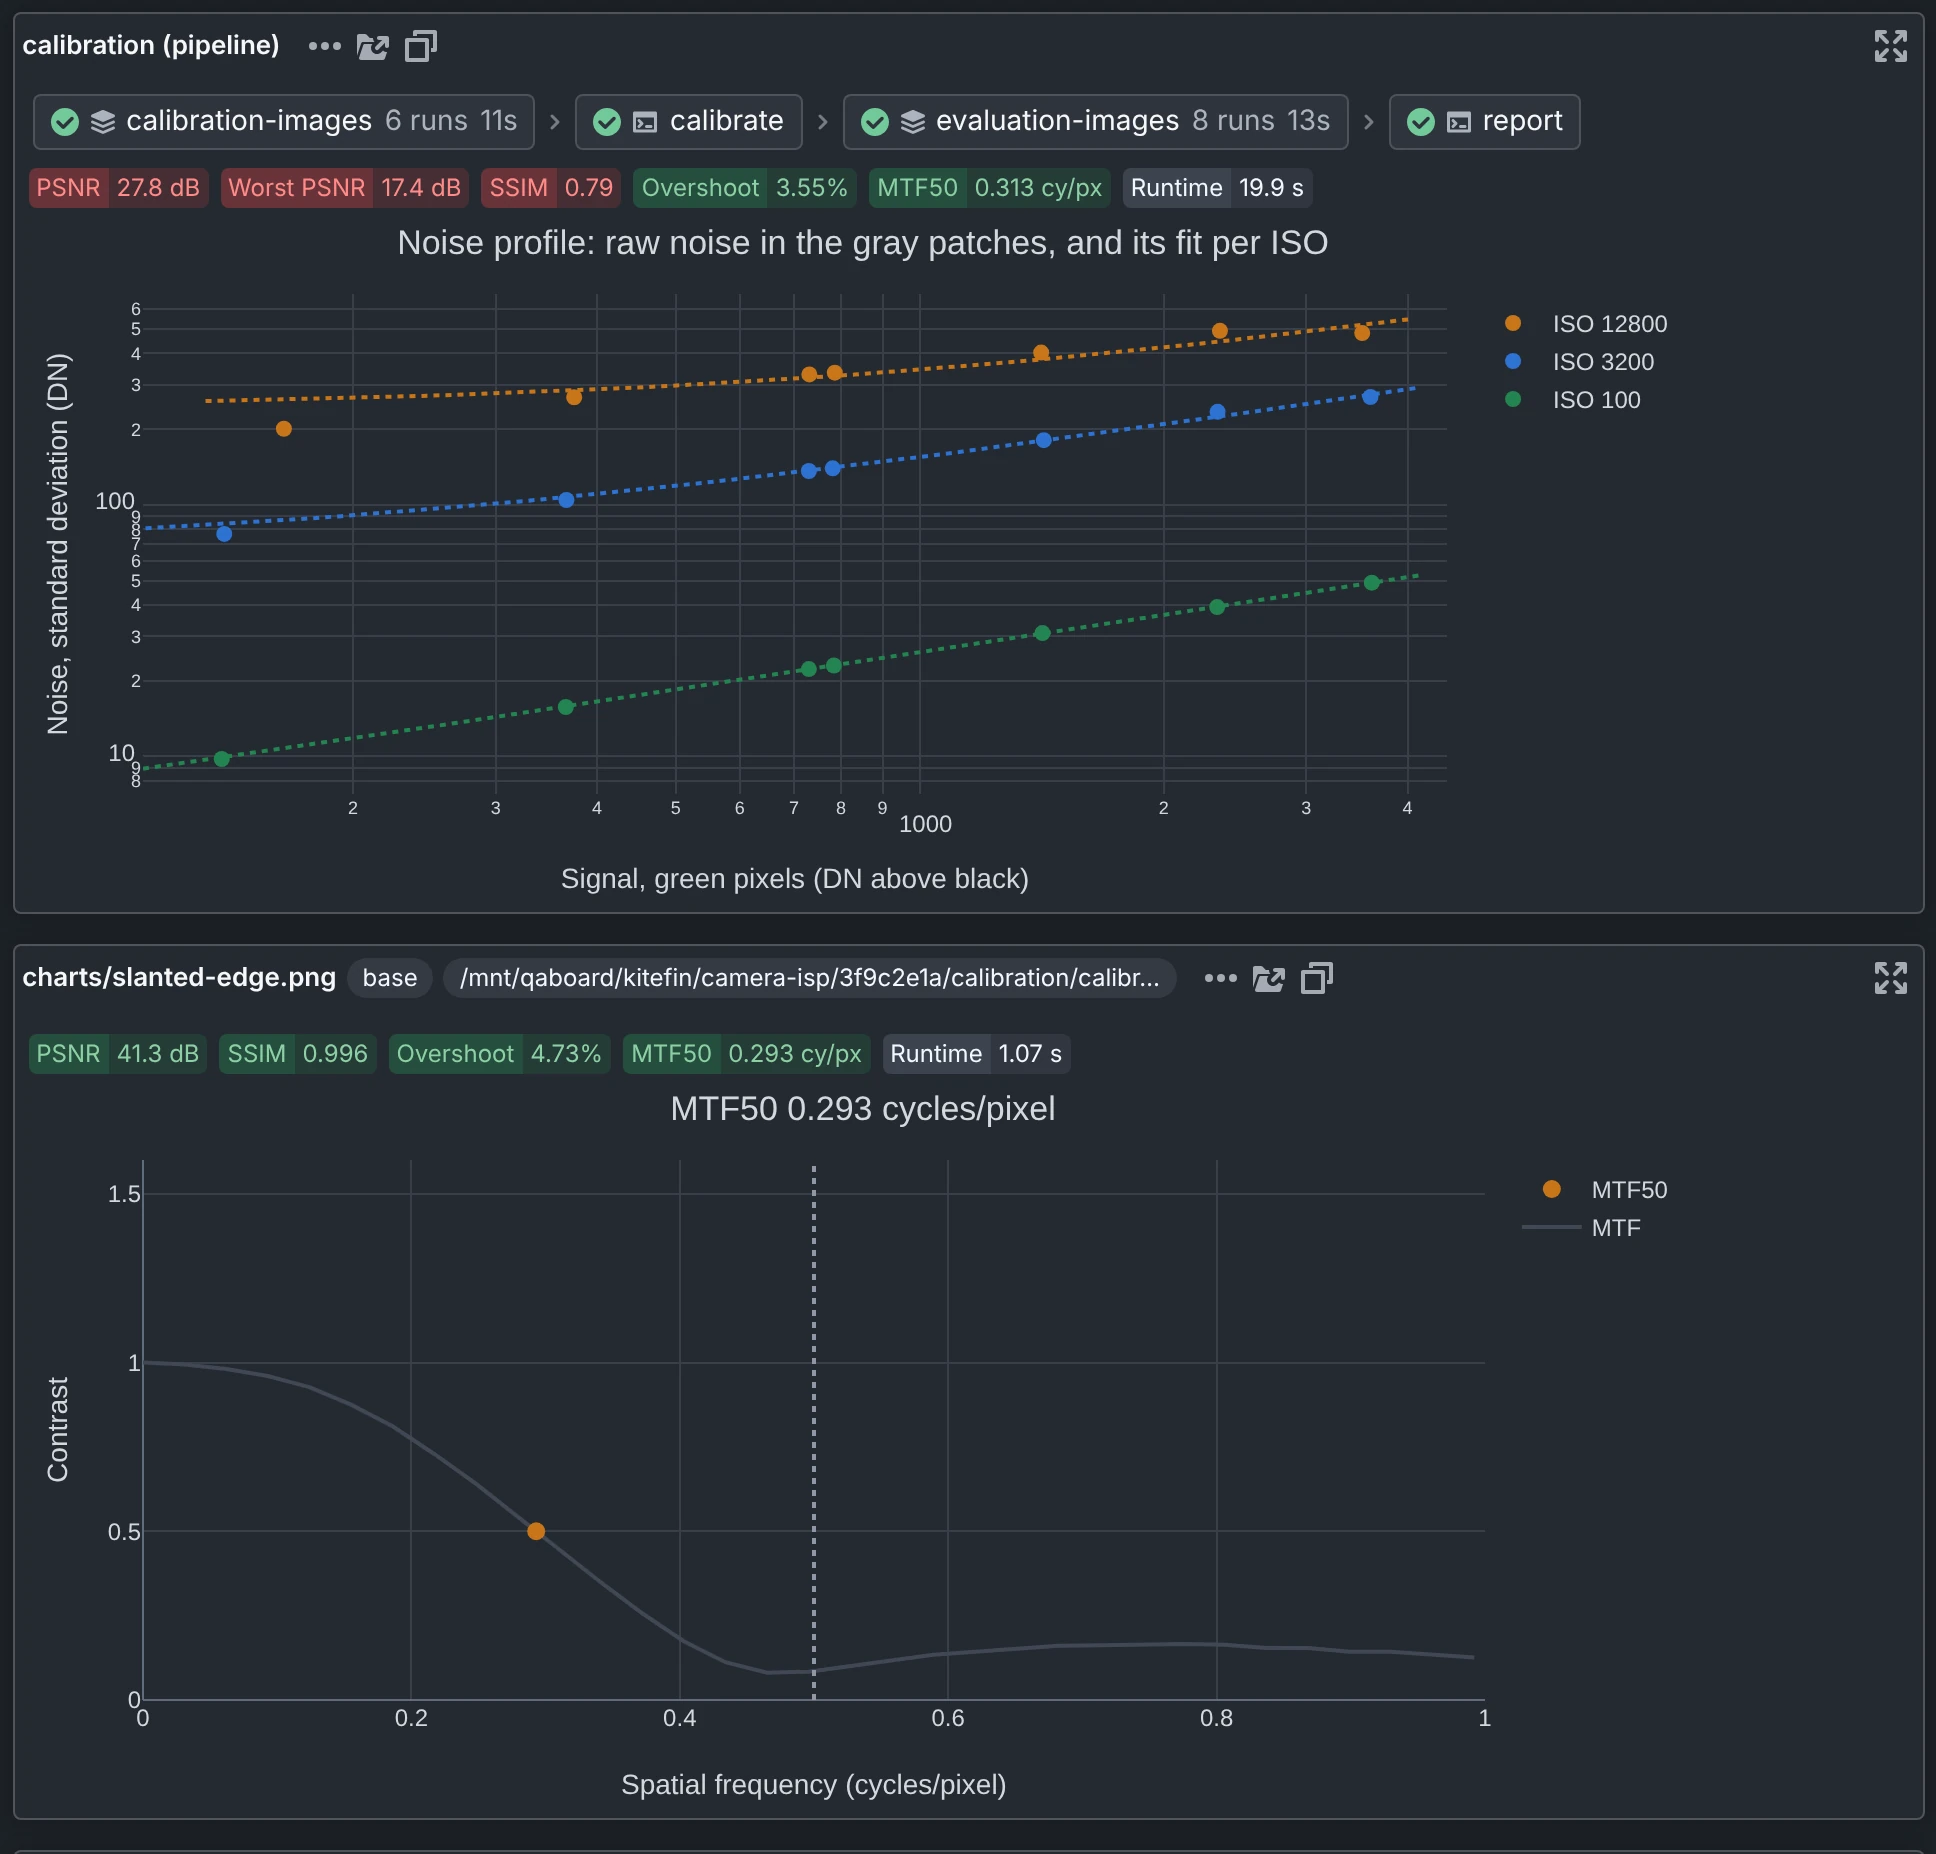 calibration (pipeline)
calibration-images 6 runs 11s › calibrate › evaluation-images 8 runs 13s › report
PSNR 27.8 dB Worst PSNR 17.4 dB SSIM 0.79 Overshoot 3.55% MTF50 0.313 cy/px Runtime 19.9 s
Noise profile: raw noise in the gray patches, and its fit per ISO
6
5
4
3
2
100
9
8
7
6
5
4
3
2
10
9
8
Noise, standard deviation (DN)
ISO 12800
ISO 3200
ISO 100
2 3 4 5 6 7 8 9 1000 2 3 4
Signal, green pixels (DN above black)
charts/slanted-edge.png base /mnt/qaboard/kitefin/camera-isp/3f9c2e1a/calibration/calibr...
PSNR 41.3 dB SSIM 0.996 Overshoot 4.73% MTF50 0.293 cy/px Runtime 1.07 s
MTF50 0.293 cycles/pixel
1.5
1
0.5
0
Contrast
MTF50
MTF
0 0.2 0.4 0.6 0.8 1
Spatial frequency (cycles/pixel)